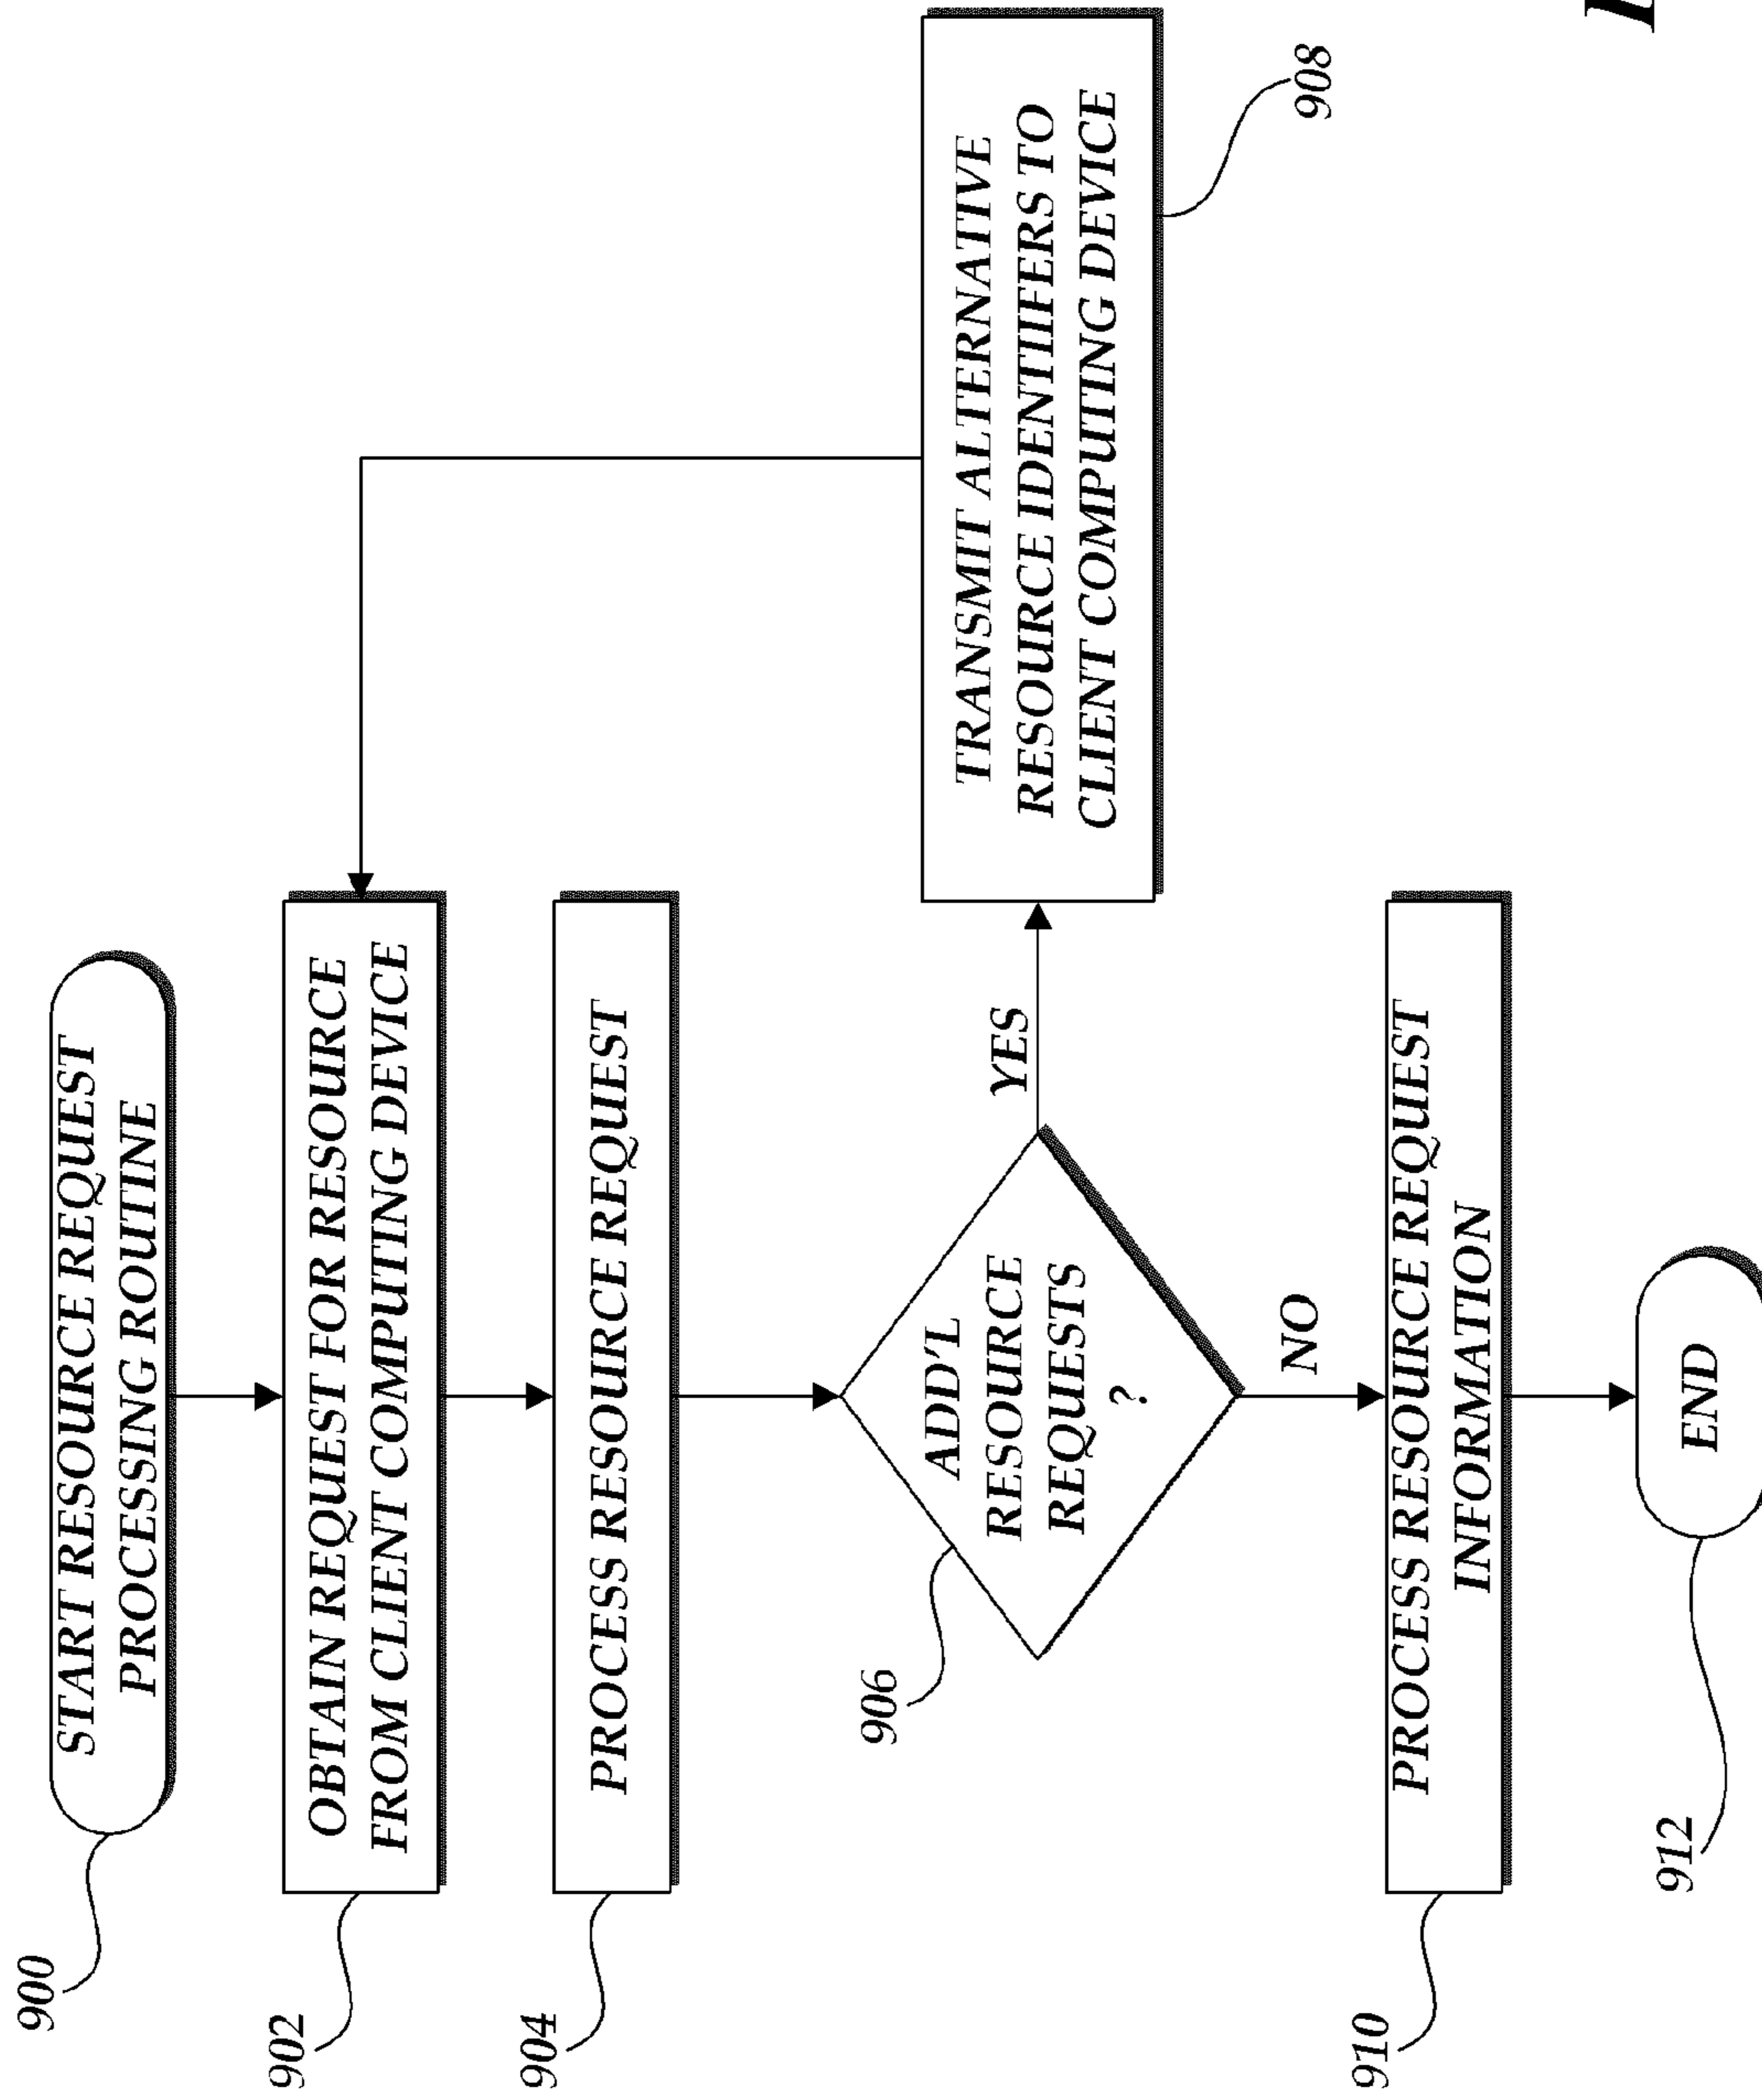 900
START RESOURCE REQUEST
PROCESSING ROUTINE
902
OBTAIN REQUEST FOR RESOURCE
FROM CLIENT COMPUTING DEVICE
904
PROCESS RESOURCE REQUEST
906
ADD'L
RESOURCE
REQUESTS
?
YES
TRANSMIT ALTERNATIVE
RESOURCE IDENTIIFERS TO
CLIENT COMPUTING DEVICE
908
NO
910
PROCESS RESOURCE REQUEST
INFORMATION
912
END